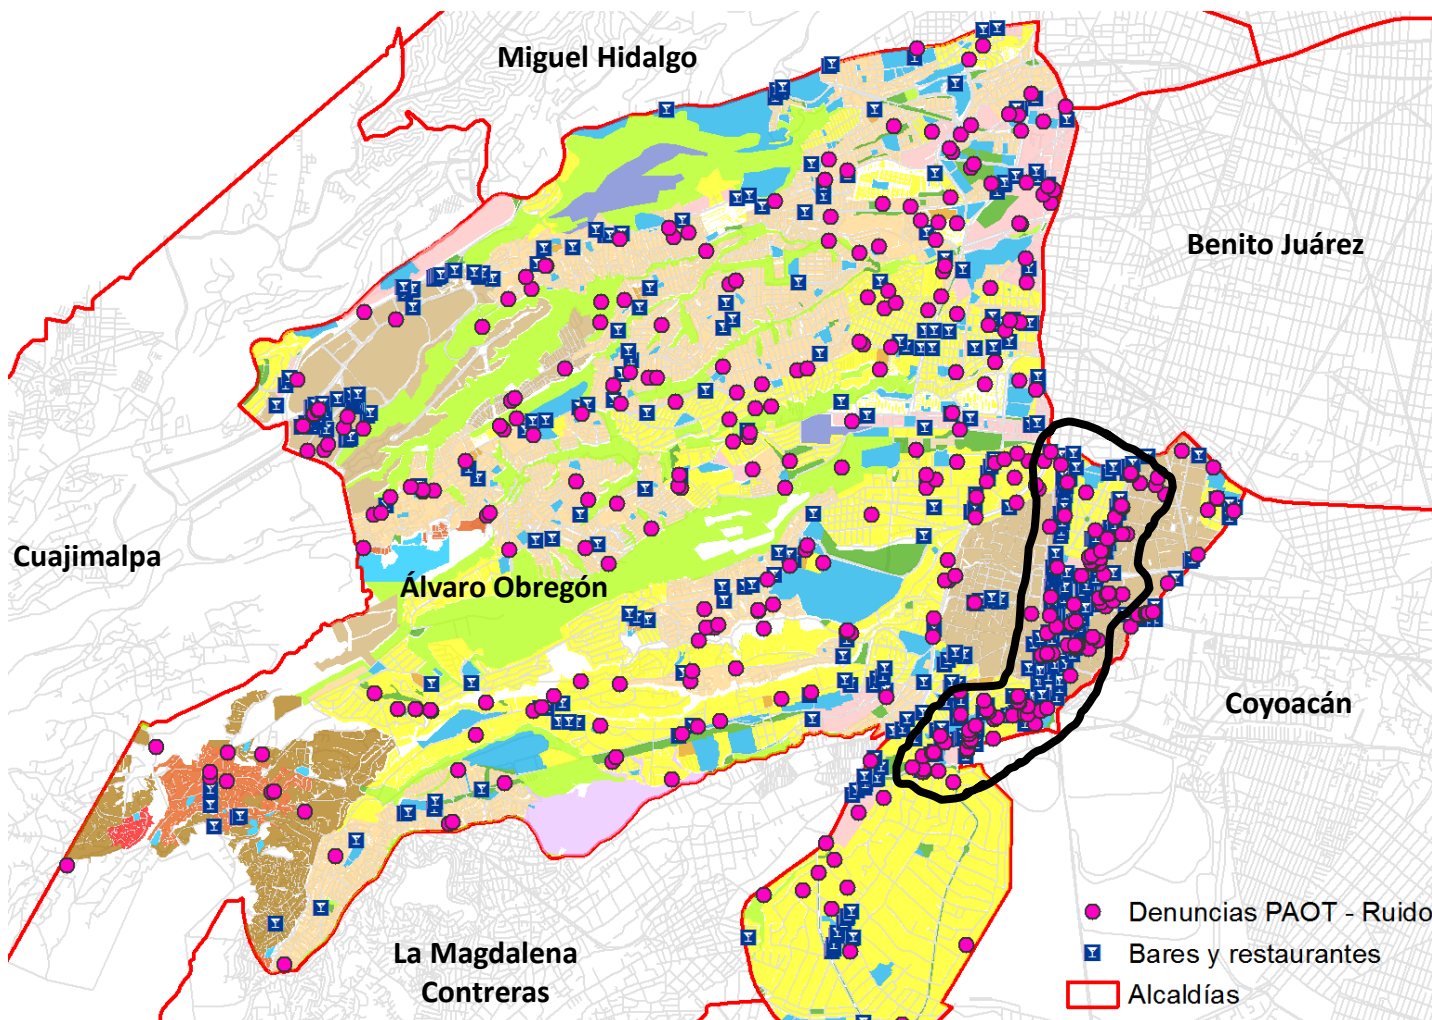 Miguel Hidalgo
Benito Juárez
Cuajimalpa
Álvaro Obregón
Coyoacán
La Magdalena
Contreras
Denuncias PAOT - Ruido
Bares y restaurantes
Alcaldías